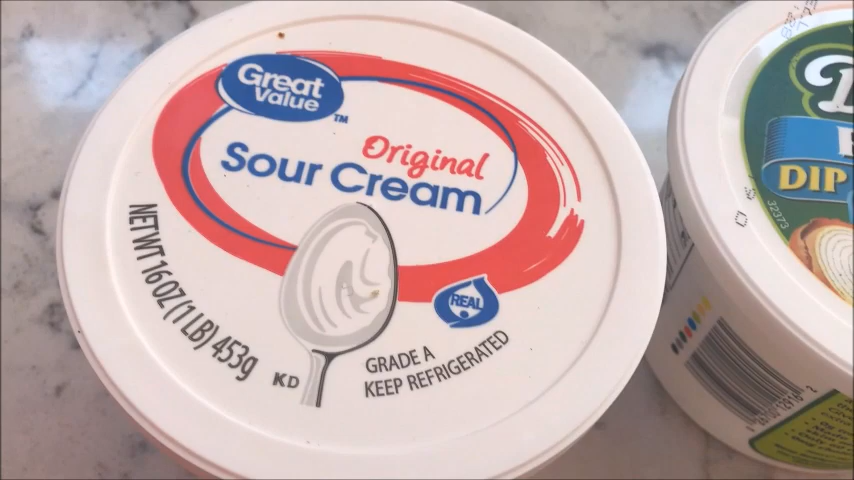 Great
Value
TM
Original
Sour Cream
NET WT 16 OZ (1 LB) 453g
REAL
KD
GRADE A
KEEP REFRIGERATED
DIP
32373